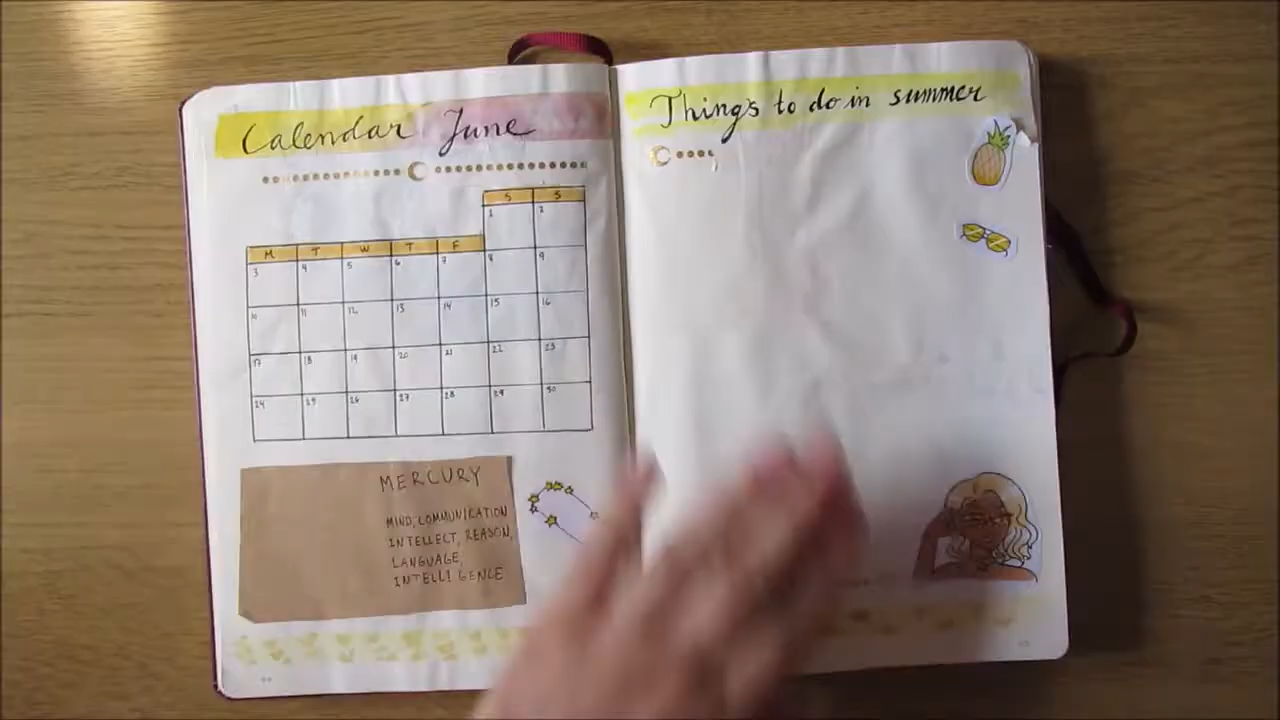 Calendar June
S S
1 2
M T W T F
3 4 5 6 7 8 9
10 11 12 13 14 15 16
17 18 19 20 21 22 23
24 25 26 27 28 29 30
MERCURY
MIND, COMMUNICATION
INTELLECT, REASON,
LANGUAGE,
INTELLIGENCE
Things to do in summer